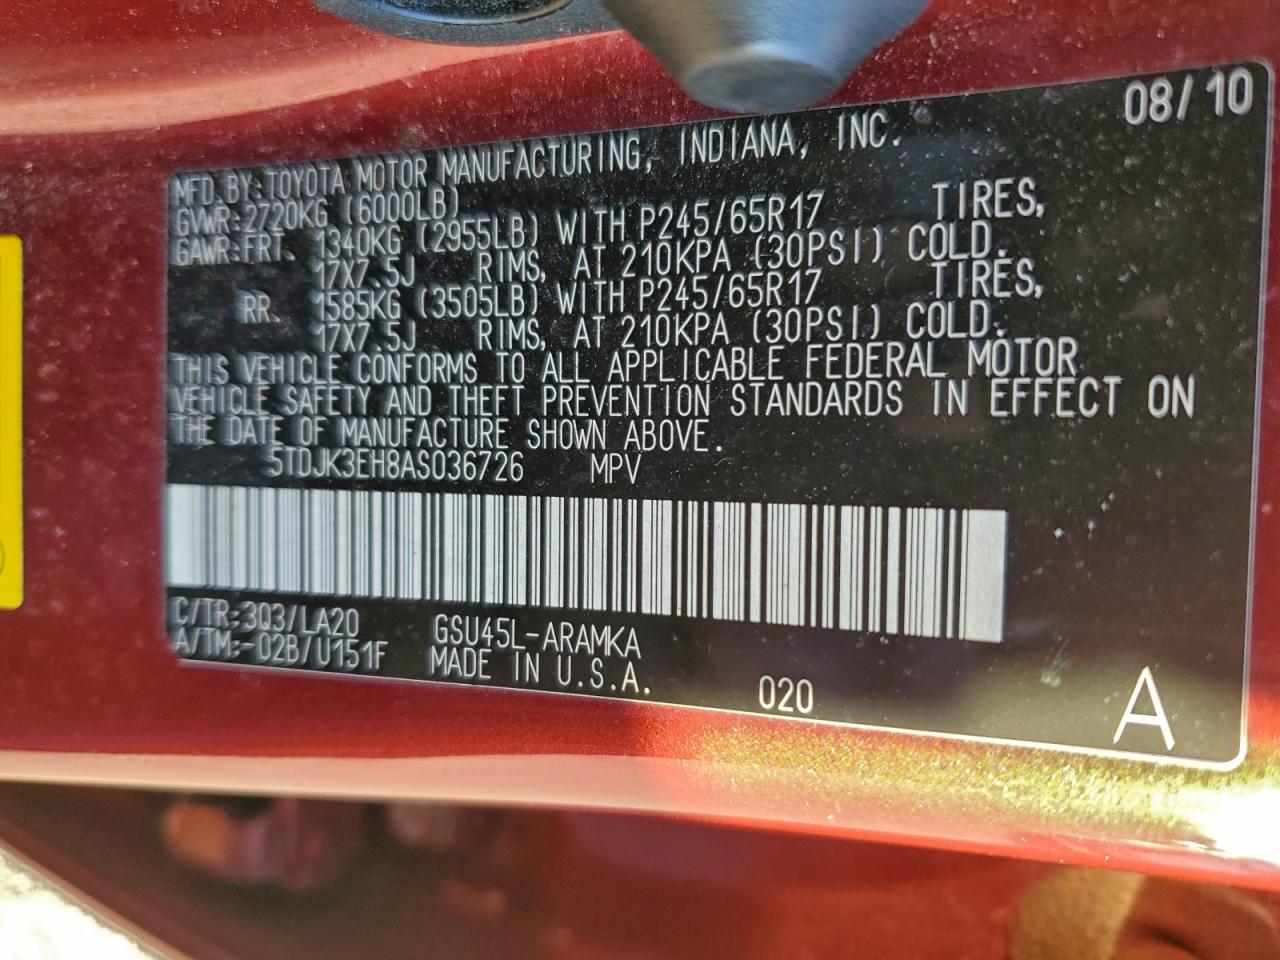 08/10
MFD.BY:TOYOTA MOTOR MANUFACTURING, INDIANA, INC.
GVWR:2720KG (6000LB)
GAWR:FRT. 1340KG (2955LB) WITH P245/65R17 TIRES,
17X7.5J RIMS, AT 210KPA (30PSI) COLD.
RR. 1585KG (3505LB) WITH P245/65R17 TIRES,
17X7.5J RIMS, AT 210KPA (30PSI) COLD.
THIS VEHICLE CONFORMS TO ALL APPLICABLE FEDERAL MOTOR
VEHICLE SAFETY AND THEFT PREVENTION STANDARDS IN EFFECT ON
THE DATE OF MANUFACTURE SHOWN ABOVE.
5TDJK3EH8AS036726 MPV
C/TR:3Q3/LA20 GSU45L-ARAMKA
A/TM:-02B/U151F MADE IN U.S.A.
020
A